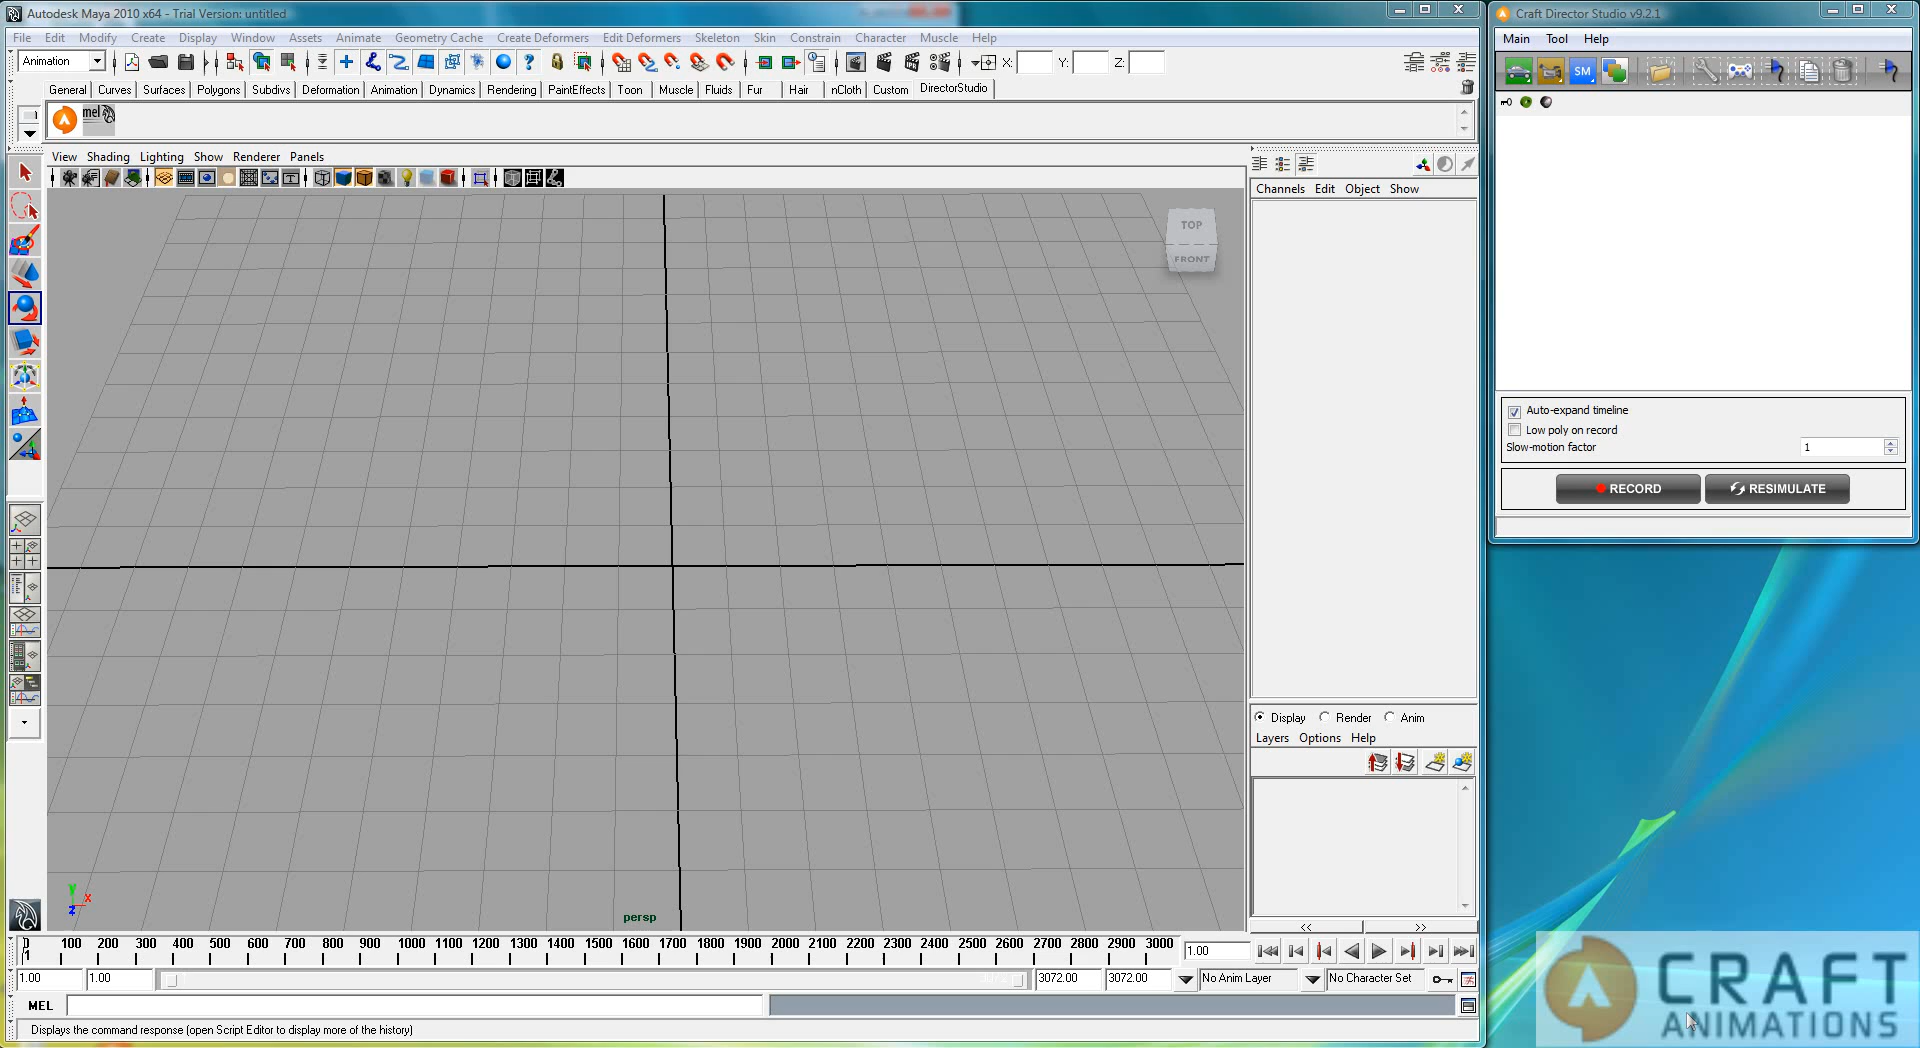 Autodesk Maya 2010 x64 - Trial Version: untitled
File Edit Modify Create Display Window Assets Animate Geometry Cache Create Deformers Edit Deformers Skeleton Skin Constrain Character Muscle Help
Animation X: Y: Z:
General Curves Surfaces Polygons Subdivs Deformation Animation Dynamics Rendering PaintEffects Toon Muscle Fluids Fur Hair nCloth Custom DirectorStudio
mel
View Shading Lighting Show Renderer Panels
TOP
FRONT
persp
y
x
z
Channels Edit Object Show
Display Render Anim
Layers Options Help
<< >>
1 100 200 300 400 500 600 700 800 900 1000 1100 1200 1300 1400 1500 1600 1700 1800 1900 2000 2100 2200 2300 2400 2500 2600 2700 2800 2900 3000 1.00
1.00 1.00 3072.00 3072.00 No Anim Layer No Character Set
MEL
Displays the command response (open Script Editor to display more of the history)
Craft Director Studio v9.2.1
Main Tool Help
SM
Auto-expand timeline
Low poly on record
Slow-motion factor 1
RECORD RESIMULATE
CRAFT
ANIMATIONS